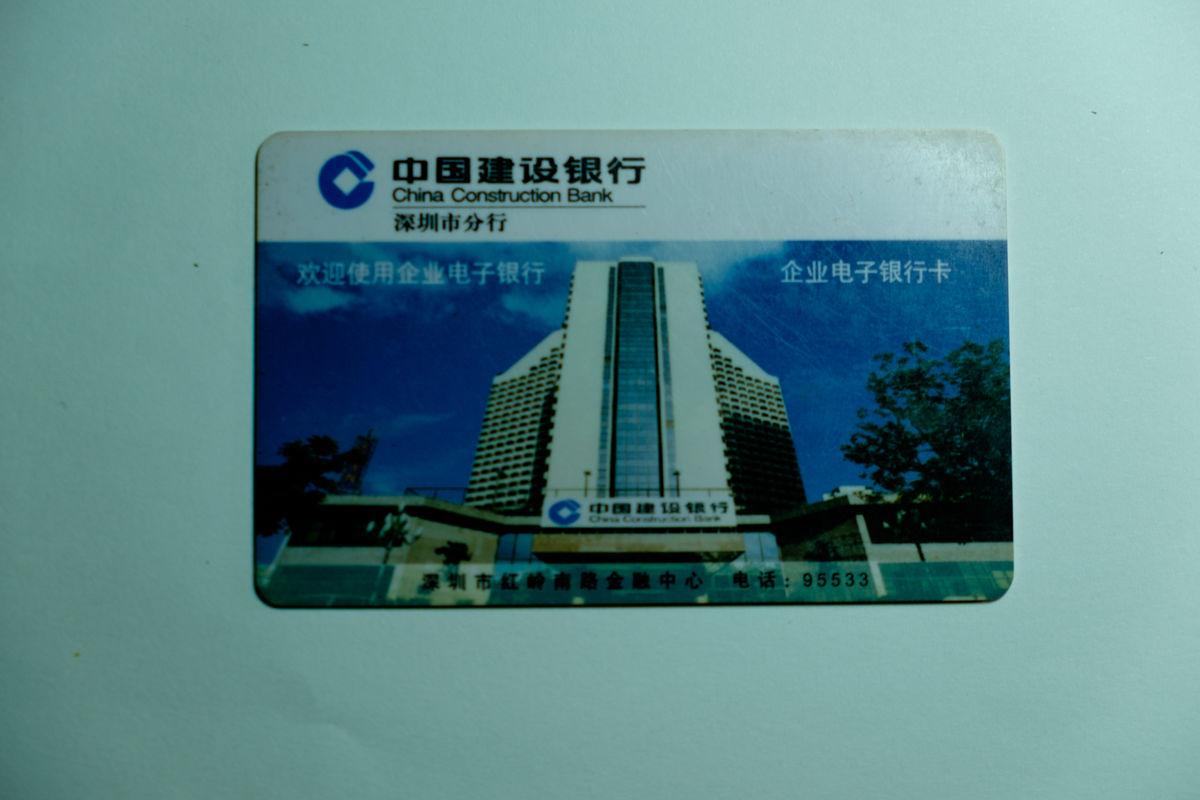 中国建设银行
China Construction Bank
深圳市分行
欢迎使用企业电子银行
企业电子银行卡
中国建设银行
China Construction Bank
深圳市红岭南路金融中心 电话：95533